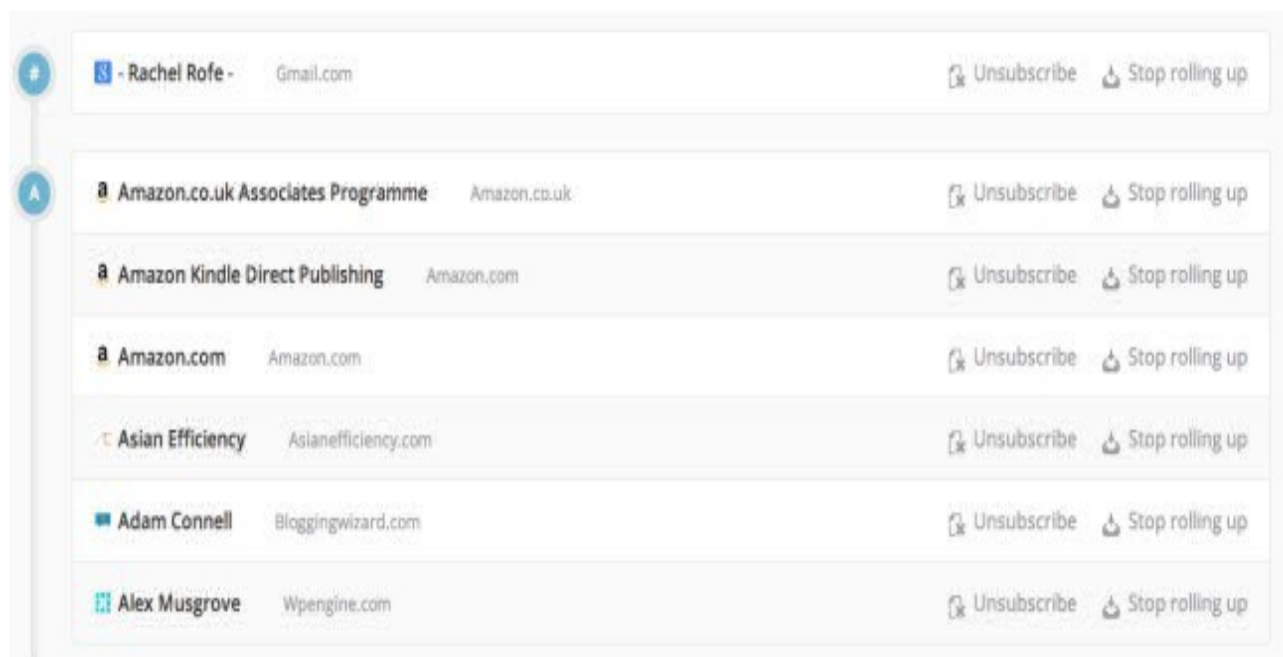 # - Rachel Rofe - Gmail.com Unsubscribe Stop rolling up
A a Amazon.co.uk Associates Programme Amazon.co.uk Unsubscribe Stop rolling up
a Amazon Kindle Direct Publishing Amazon.com Unsubscribe Stop rolling up
a Amazon.com Amazon.com Unsubscribe Stop rolling up
Asian Efficiency Asianefficiency.com Unsubscribe Stop rolling up
Adam Connell Bloggingwizard.com Unsubscribe Stop rolling up
Alex Musgrove Wpengine.com Unsubscribe Stop rolling up